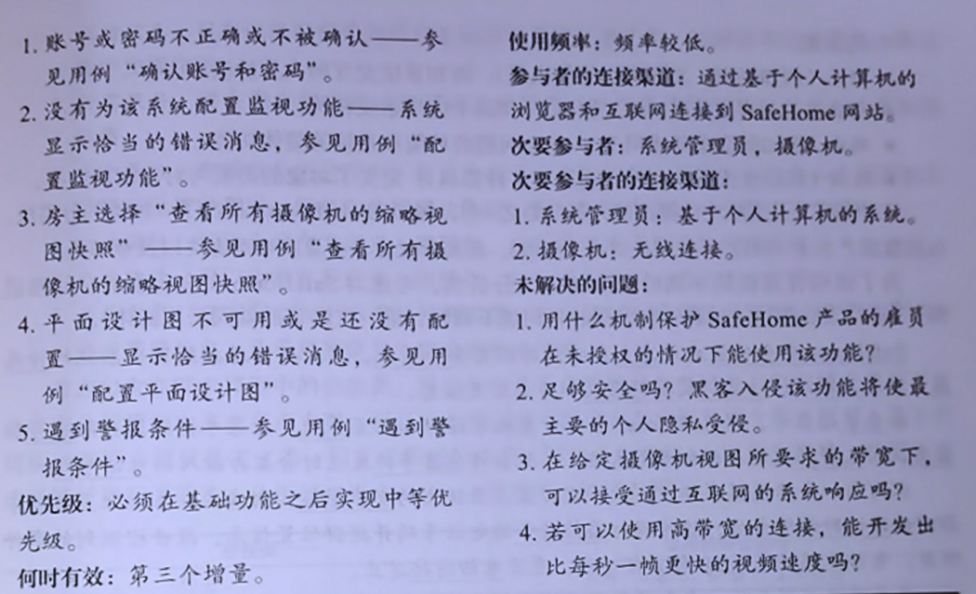 1. 账号或密码不正确或不被确认——参
见用例“确认账号和密码”。
2. 没有为该系统配置监视功能——系统
显示恰当的错误消息，参见用例“配
置监视功能”。
3. 房主选择“查看所有摄像机的缩略视
图快照”——参见用例“查看所有摄
像机的缩略视图快照”。
4. 平面设计图不可用或是还没有配
置——显示恰当的错误消息，参见用
例“配置平面设计图”。
5. 遇到警报条件——参见用例“遇到警
报条件”。
优先级：必须在基础功能之后实现中等优
先级。
何时有效：第三个增量。
使用频率：频率较低。
参与者的连接渠道：通过基于个人计算机的
浏览器和互联网连接到 SafeHome 网站。
次要参与者：系统管理员，摄像机。
次要参与者的连接渠道：
1. 系统管理员：基于个人计算机的系统。
2. 摄像机：无线连接。
未解决的问题：
1. 用什么机制保护 SafeHome 产品的雇员
在未授权的情况下能使用该功能？
2. 足够安全吗？黑客入侵该功能将使最
主要的个人隐私受侵。
3. 在给定摄像机视图所要求的带宽下，
可以接受通过互联网的系统响应吗？
4. 若可以使用高带宽的连接，能开发出
比每秒一帧更快的视频速度吗？